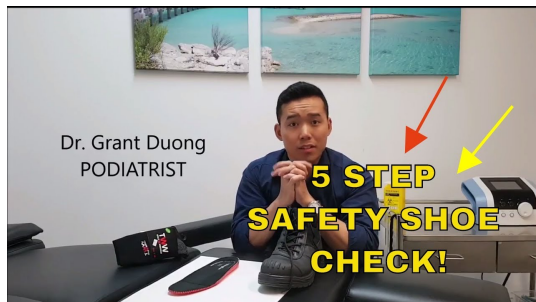 Dr. Grant Duong
PODIATRIST
5 STEP
SAFETY SHOE
CHECK!